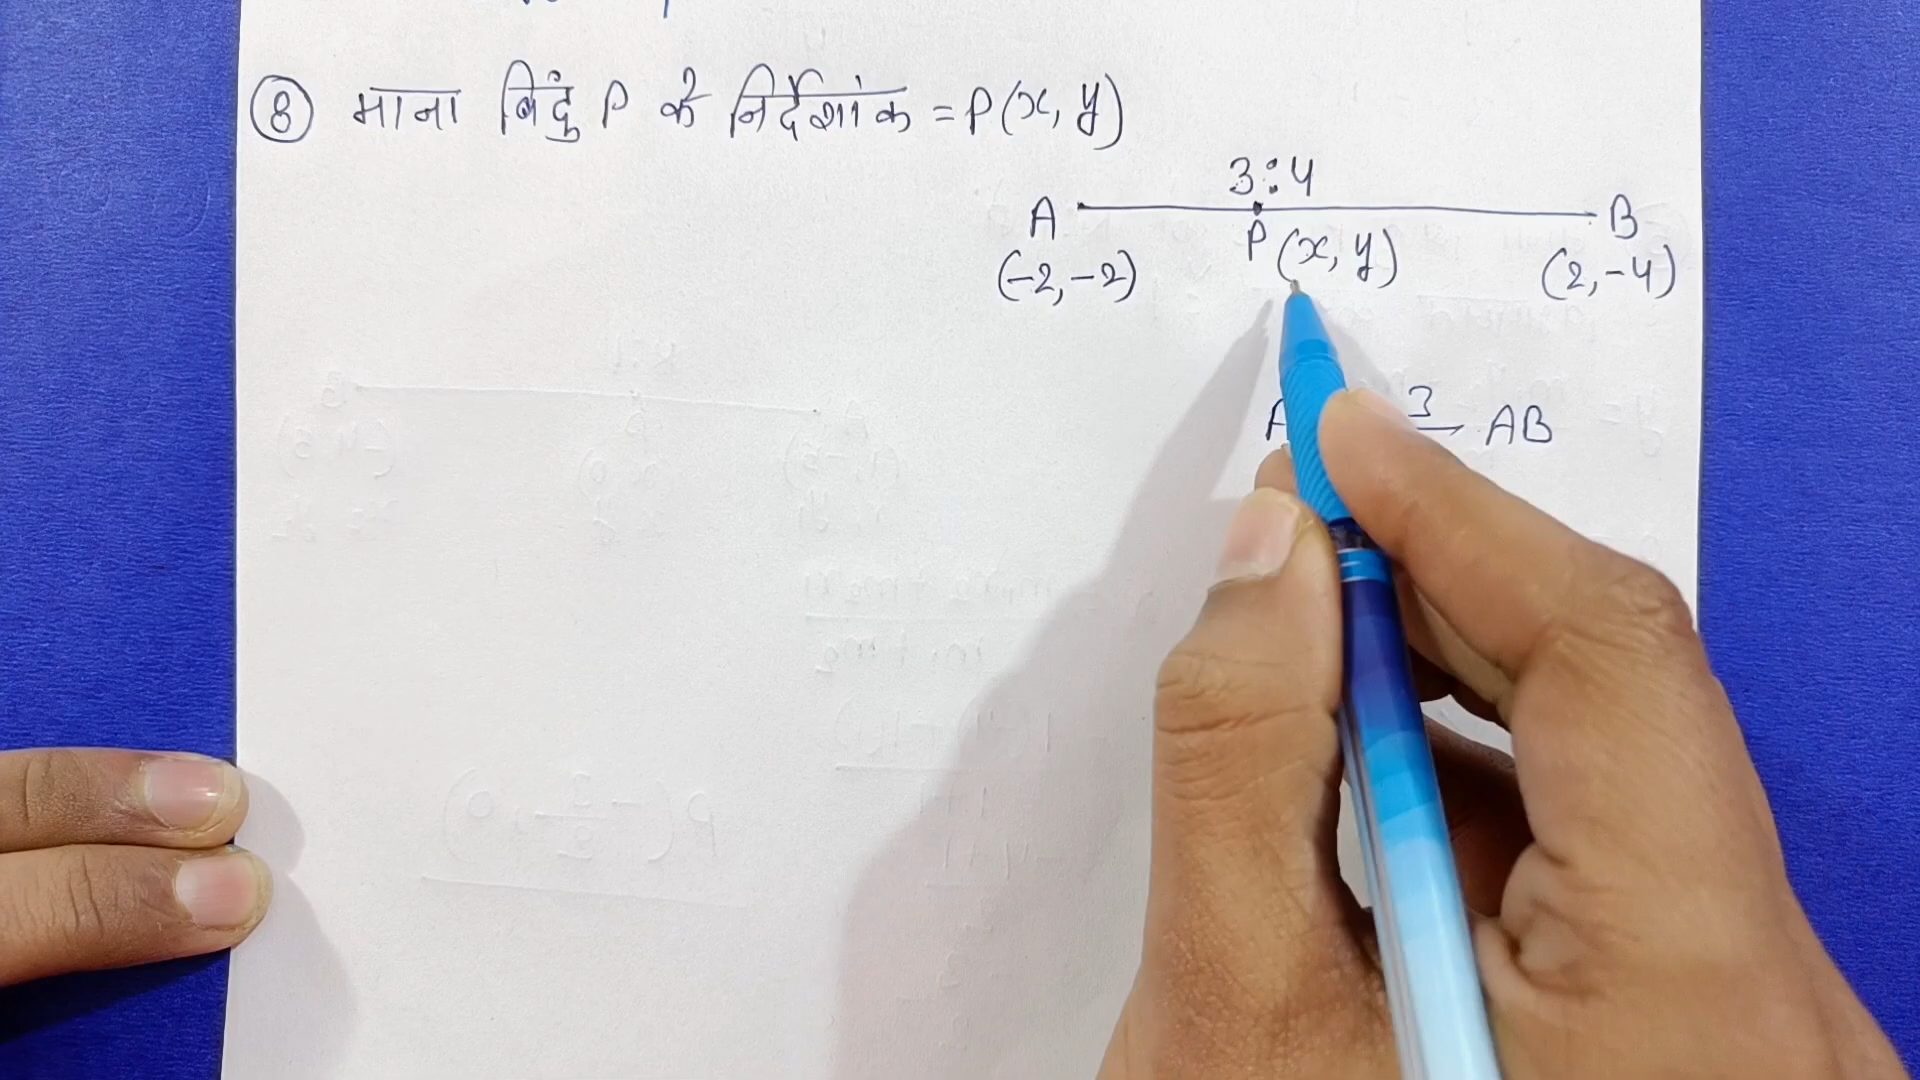 ⑧ माना बिंदु P के निर्देशांक = P(x, y)
3:4
A B
P (x, y)
(-2, -2) (2, -4)
3
AB